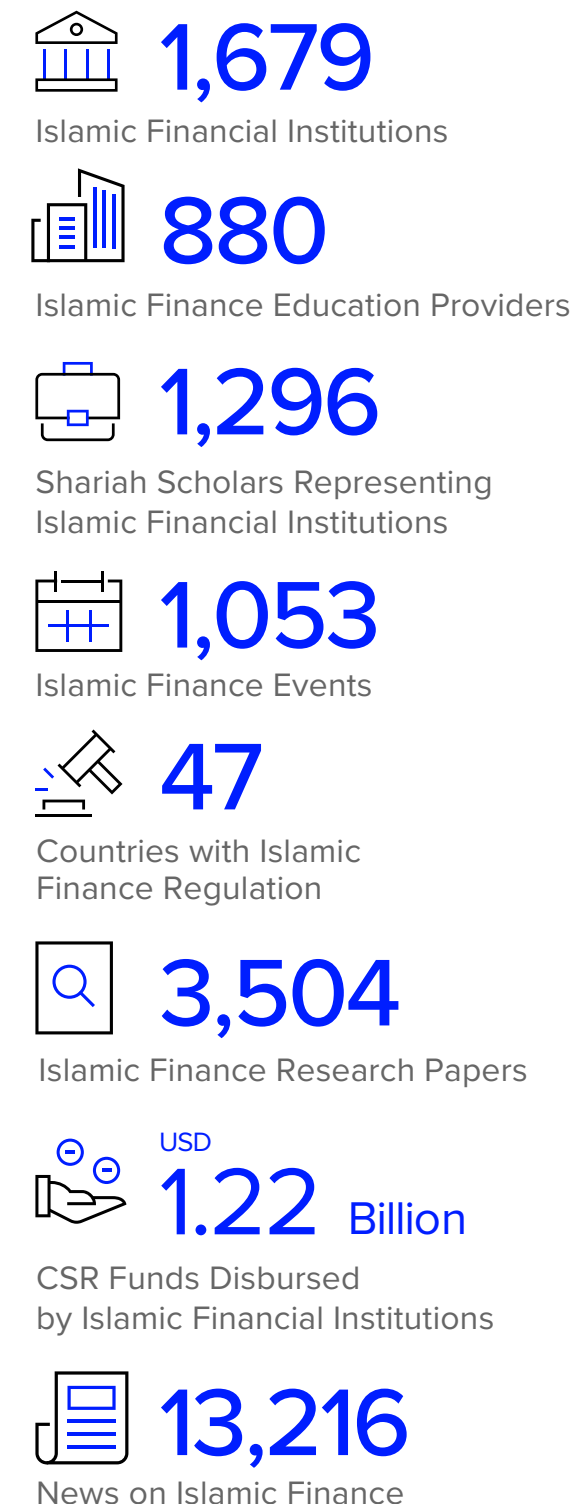 1,679
Islamic Financial Institutions
880
Islamic Finance Education Providers
1,296
Shariah Scholars Representing
Islamic Financial Institutions
1,053
Islamic Finance Events
47
Countries with Islamic
Finance Regulation
3,504
Islamic Finance Research Papers
USD
1.22 Billion
CSR Funds Disbursed
by Islamic Financial Institutions
13,216
News on Islamic Finance